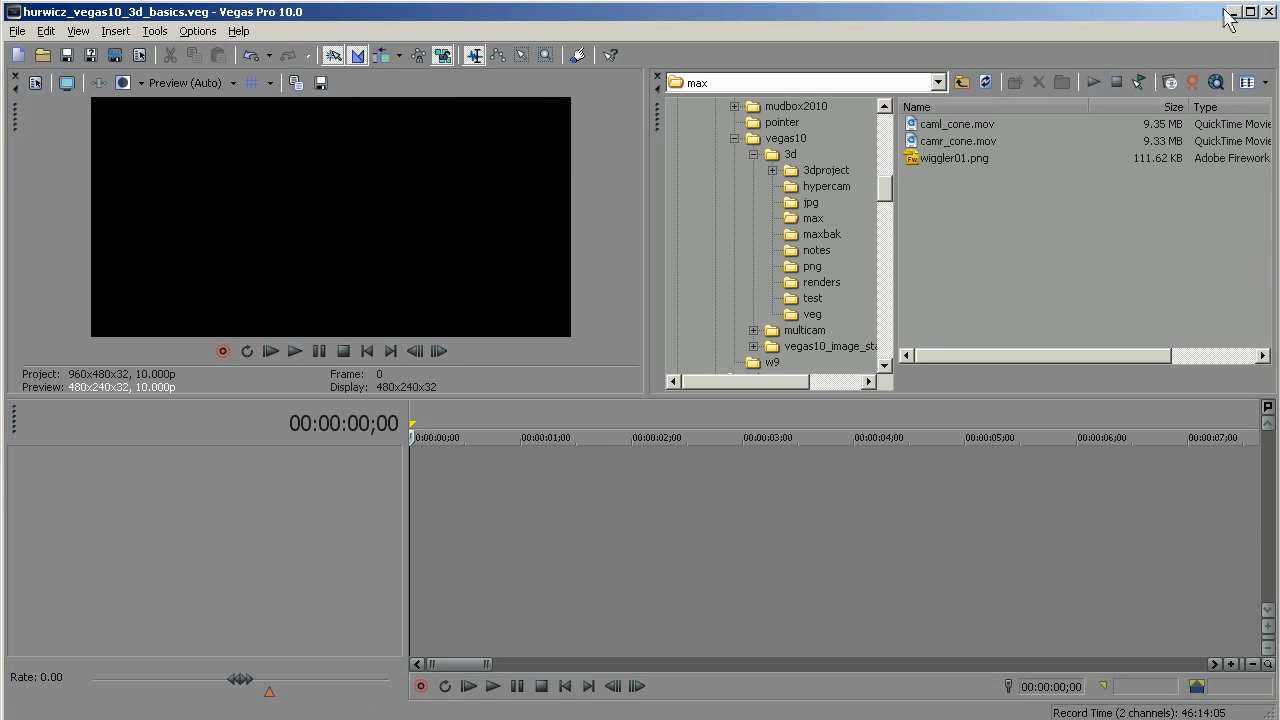 hurwicz_vegas10_3d_basics.veg - Vegas Pro 10.0
File Edit View Insert Tools Options Help
Preview (Auto)
max
mudbox2010
pointer
vegas10
3d
3dproject
hypercam
jpg
max
maxbak
notes
png
renders
test
veg
multicam
vegas10_image_sta
w9
Name Size Type
caml_cone.mov 9.35 MB QuickTime Movie
camr_cone.mov 9.33 MB QuickTime Movie
wiggler01.png 111.62 KB Adobe Firework
Project: 960x480x32, 10.000p Frame: 0
Preview: 480x240x32, 10.000p Display: 480x240x32
00:00:00;00
0:00:00;00 00:00:01;00 00:00:02;00 00:00:03;00 00:00:04;00 00:00:05;00 00:00:06;00 00:00:07;00
Rate: 0.00
00:00:00;00
Record Time (2 channels): 46:14:05